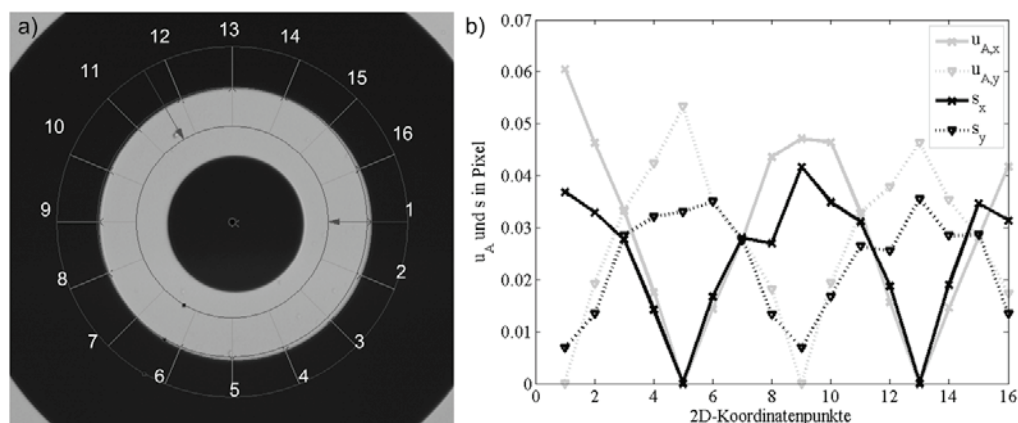 a)
13
12
14
11
15
10
16
9
1
8
2
7
3
6
5
4
b)
0.07
0.06
0.05
0.04
0.03
0.02
0.01
0
u_A und s in Pixel
u_A,x
u_A,y
s_x
s_y
0 2 4 6 8 10 12 14 16
2D-Koordinatenpunkte